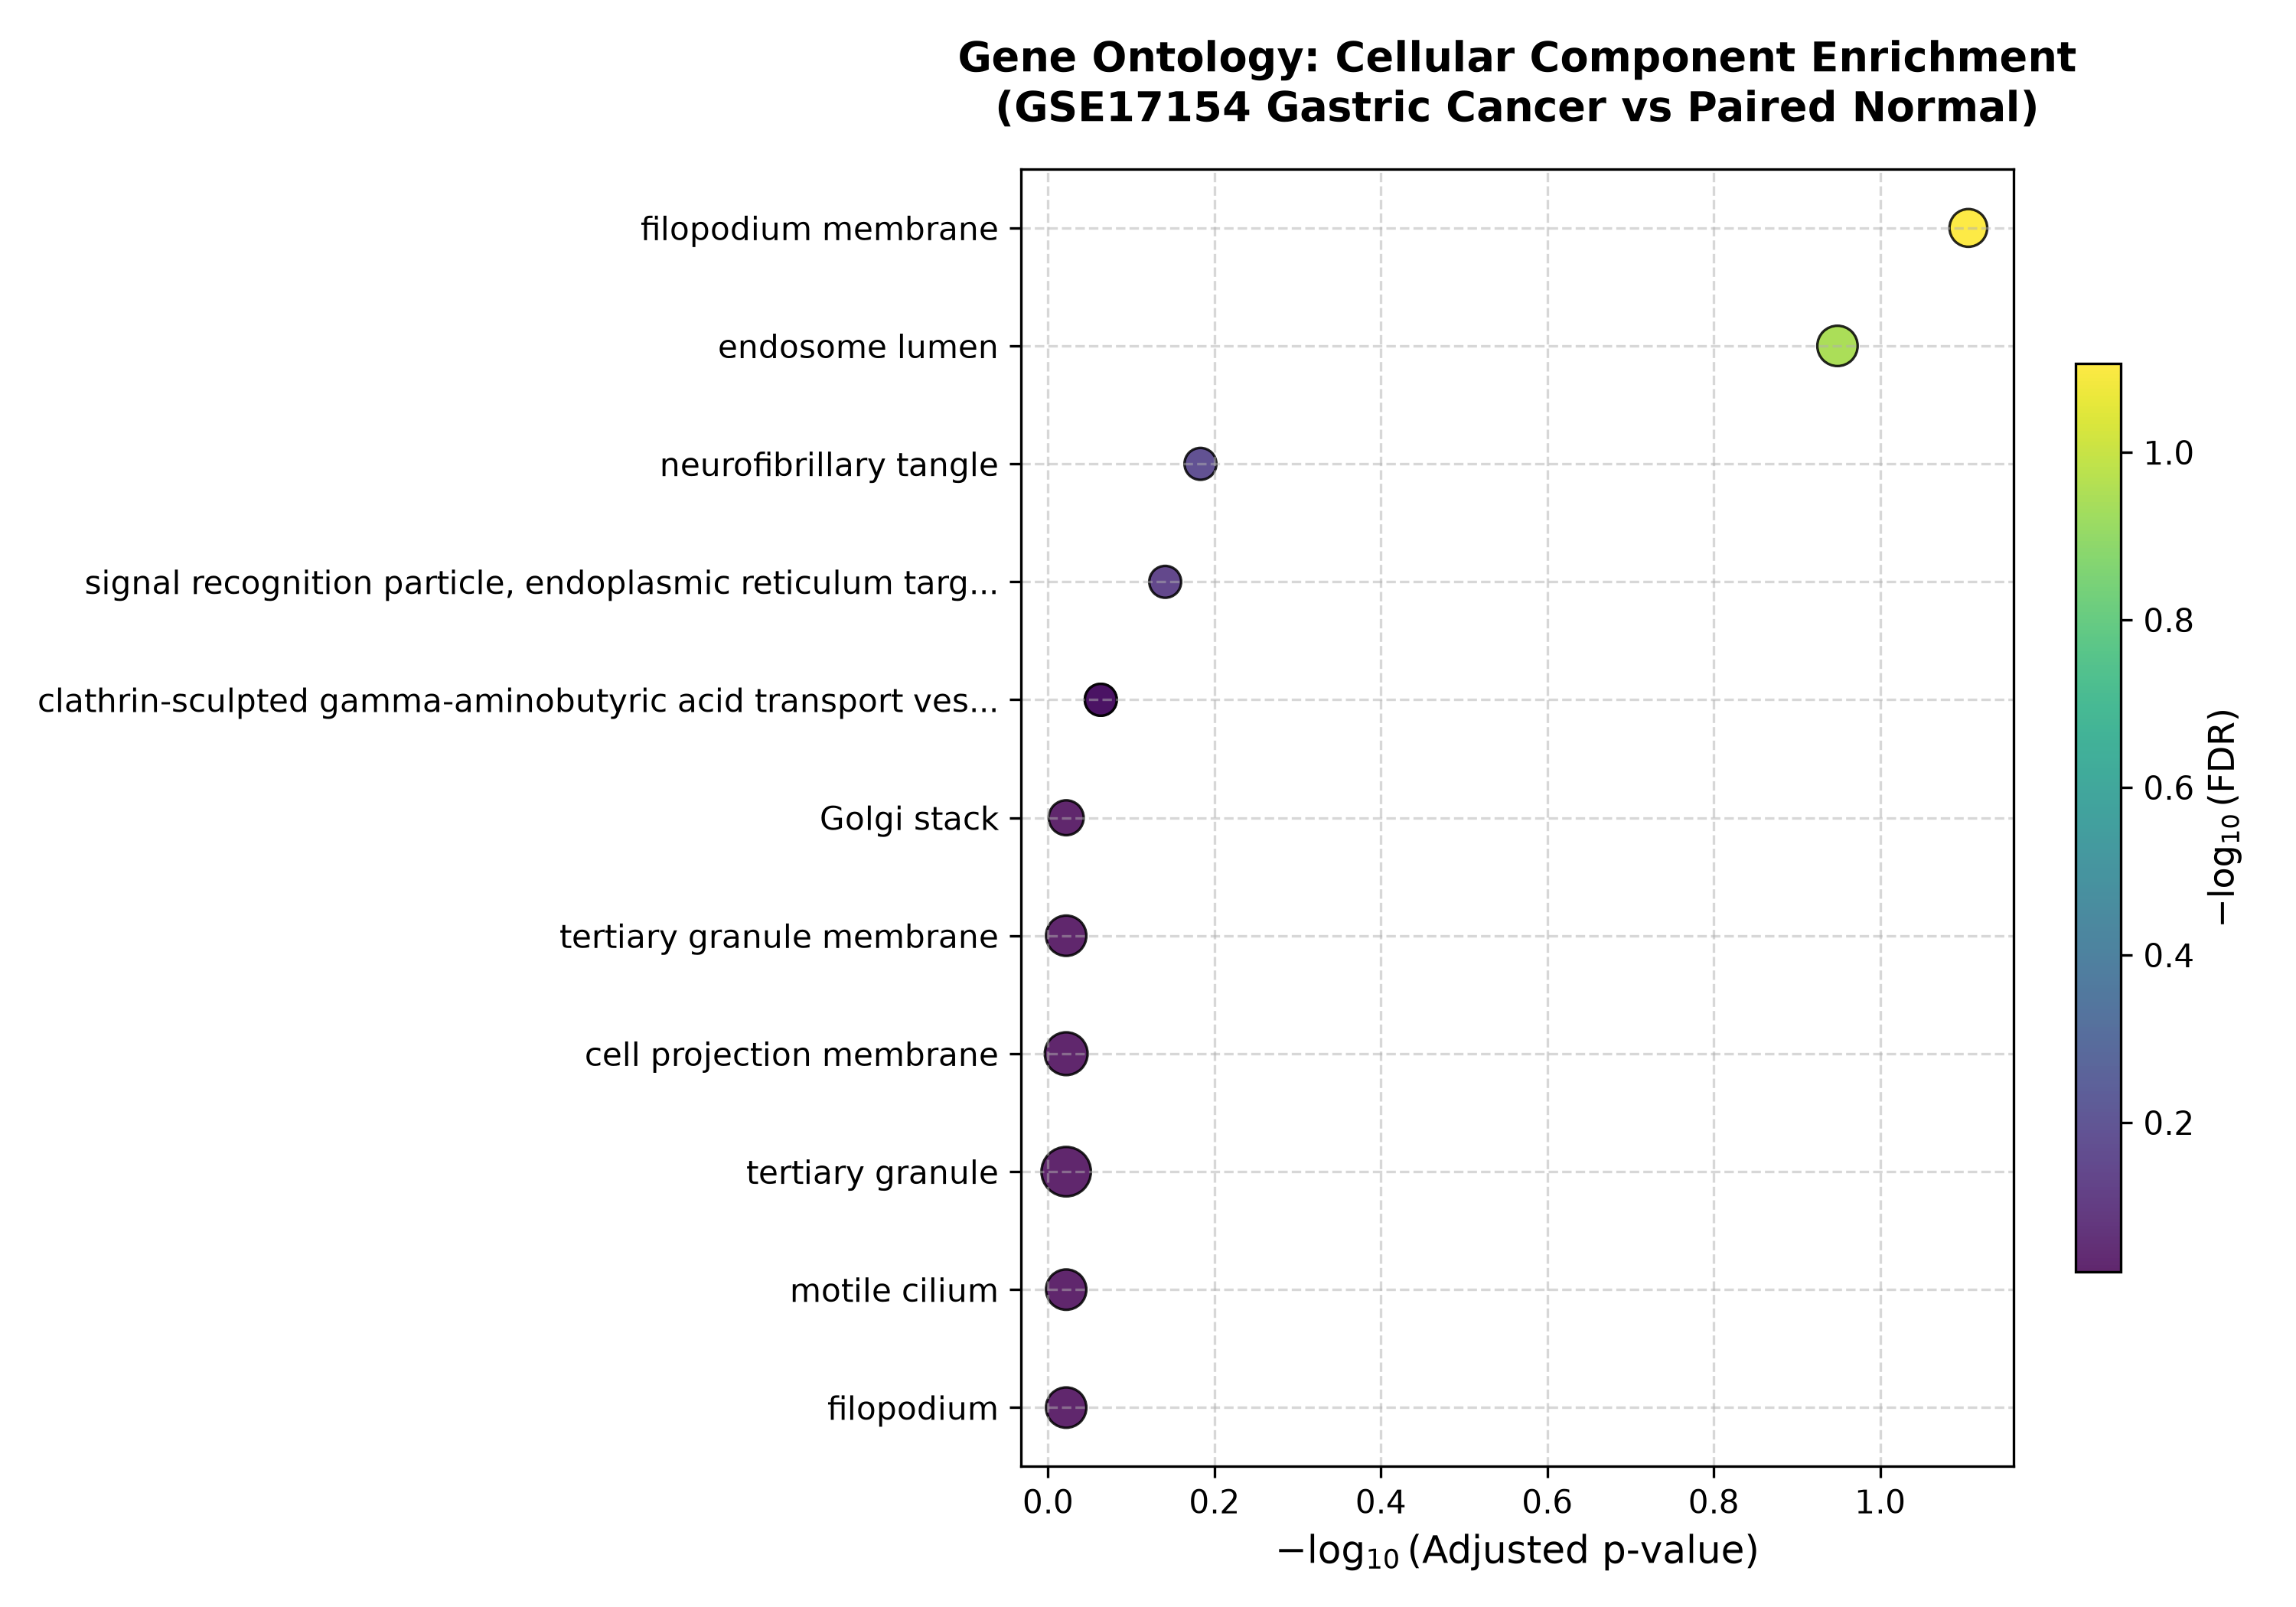 Gene Ontology: Cellular Component Enrichment
(GSE17154 Gastric Cancer vs Paired Normal)
filopodium membrane
endosome lumen
neurofibrillary tangle
signal recognition particle, endoplasmic reticulum targ...
clathrin-sculpted gamma-aminobutyric acid transport ves...
Golgi stack
tertiary granule membrane
cell projection membrane
tertiary granule
motile cilium
filopodium
0.0 0.2 0.4 0.6 0.8 1.0
−log₁₀(Adjusted p-value)
1.0
0.8
0.6
0.4
0.2
−log₁₀(FDR)